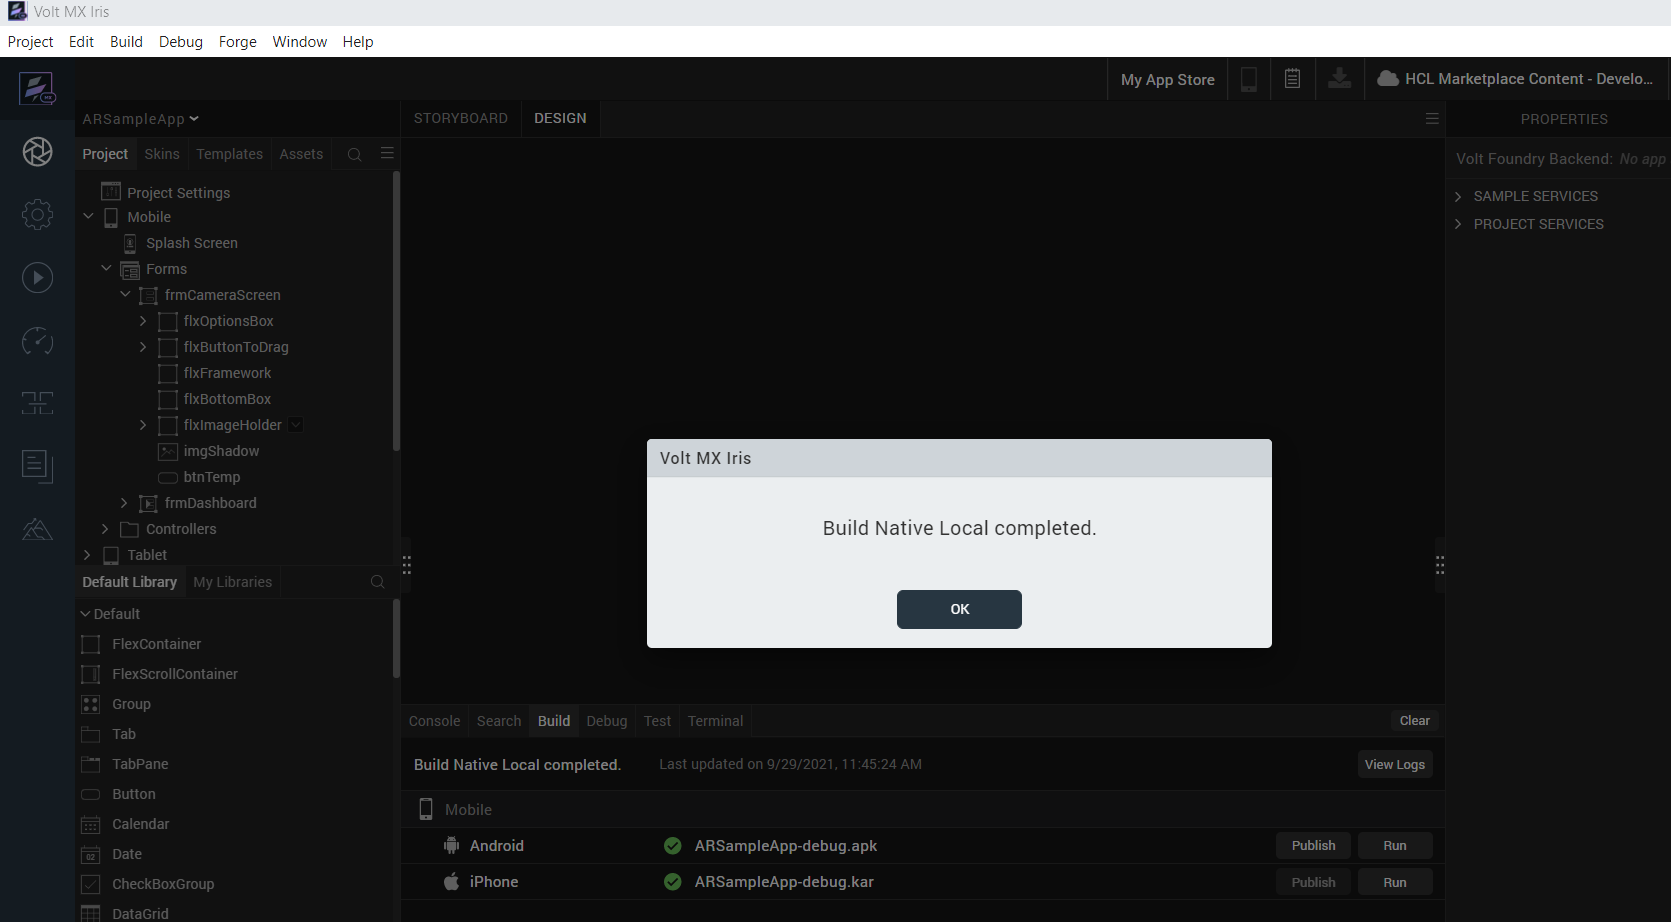 Volt MX Iris
Project Edit Build Debug Forge Window Help
MX
My App Store
HCL Marketplace Content - Develo...
ARSampleApp
STORYBOARD DESIGN
PROPERTIES
Project Skins Templates Assets
Volt Foundry Backend: No app
SAMPLE SERVICES
PROJECT SERVICES
Project Settings
Mobile
Splash Screen
Forms
frmCameraScreen
flxOptionsBox
flxButtonToDrag
flxFramework
flxBottomBox
flxImageHolder
imgShadow
btnTemp
frmDashboard
Controllers
Tablet
Default Library My Libraries
Default
FlexContainer
FlexScrollContainer
Group
Tab
TabPane
Button
Calendar
02
Date
CheckBoxGroup
DataGrid
Volt MX Iris
Build Native Local completed.
OK
Console Search Build Debug Test Terminal
Clear
Build Native Local completed. Last updated on 9/29/2021, 11:45:24 AM
View Logs
Mobile
Android ARSampleApp-debug.apk Publish Run
iPhone ARSampleApp-debug.kar Publish Run